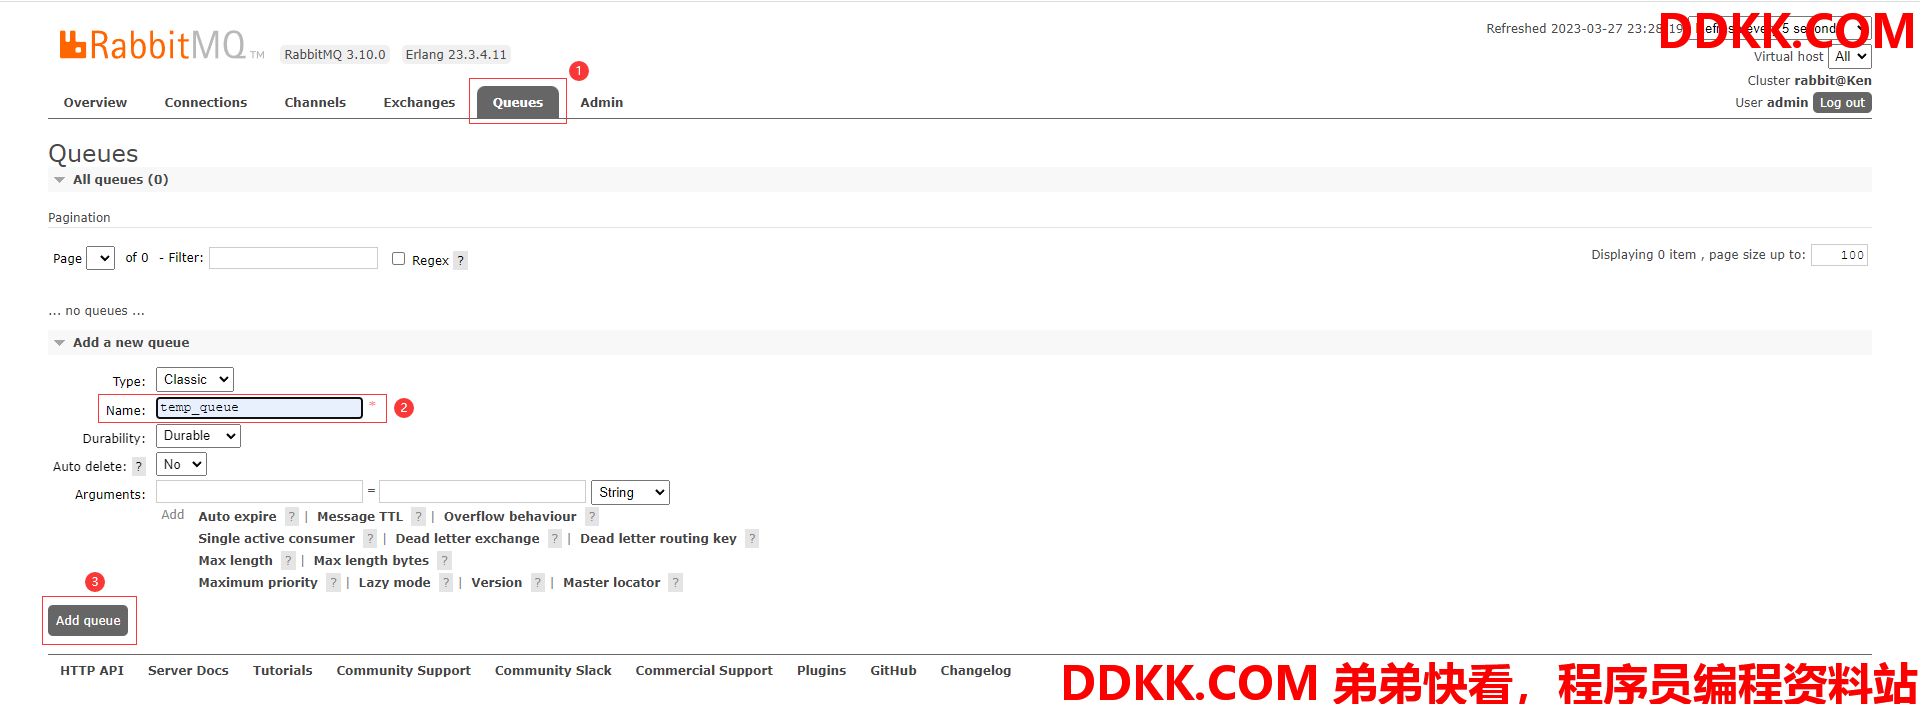 RabbitMQ TM RabbitMQ 3.10.0 Erlang 23.3.4.11
Refreshed 2023-03-27 23:28:19 Refresh every 5 seconds
DDKK.COM
Virtual host All
Cluster rabbit@Ken
User admin Log out
1
Overview Connections Channels Exchanges Queues Admin
Queues
All queues (0)
Pagination
Page of 0 - Filter: Regex ? Displaying 0 item , page size up to: 100
... no queues ...
Add a new queue
Type: Classic
Name: temp_queue * 2
Durability: Durable
Auto delete: ? No
Arguments: = String
Add Auto expire ? | Message TTL ? | Overflow behaviour ?
Single active consumer ? | Dead letter exchange ? | Dead letter routing key ?
Max length ? | Max length bytes ?
Maximum priority ? | Lazy mode ? | Version ? | Master locator ?
3
Add queue
HTTP API Server Docs Tutorials Community Support Community Slack Commercial Support Plugins GitHub Changelog
DDKK.COM 弟弟快看，程序员编程资料站